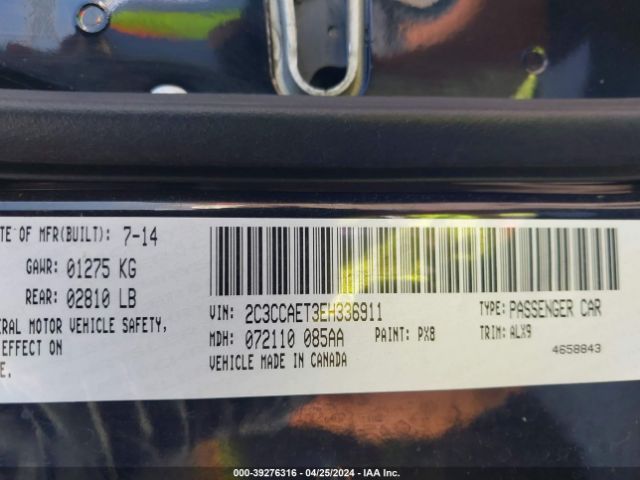 TE OF MFR(BUILT): 7-14
GAWR: 01275 KG
REAR: 02810 LB
ERAL MOTOR VEHICLE SAFETY,
EFFECT ON
E.
VIN: 2C3CCAET3EH336911
TYPE: PASSENGER CAR
MDH: 072110 085AA
PAINT: PX8
TRIM: ALX9
VEHICLE MADE IN CANADA
4658843
000-39276316 - 04/25/2024 - IAA Inc.